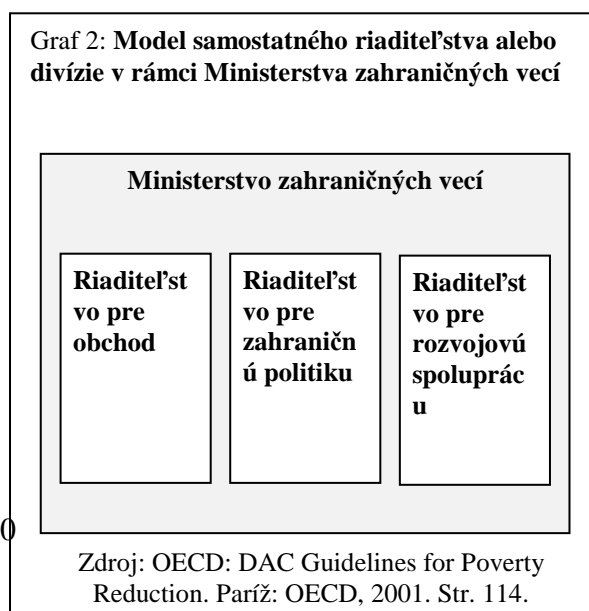 Graf 2: Model samostatného riaditeľstva alebo
divízie v rámci Ministerstva zahraničných vecí
Ministerstvo zahraničných vecí
Riaditeľst
vo pre
obchod
Riaditeľst
vo pre
zahraničn
ú politiku
Riaditeľst
vo pre
rozvojovú
spoluprác
u
0
Zdroj: OECD: DAC Guidelines for Poverty
Reduction. Paríž: OECD, 2001. Str. 114.